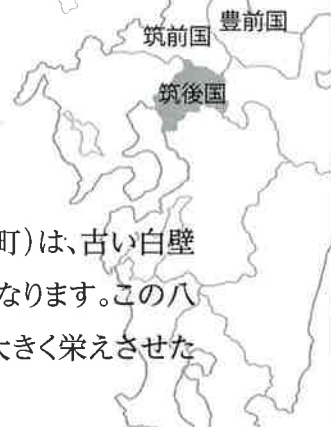 豊前国
筑前国
筑後国
町)は、古い白壁
なります。この八
大きく栄えさせた